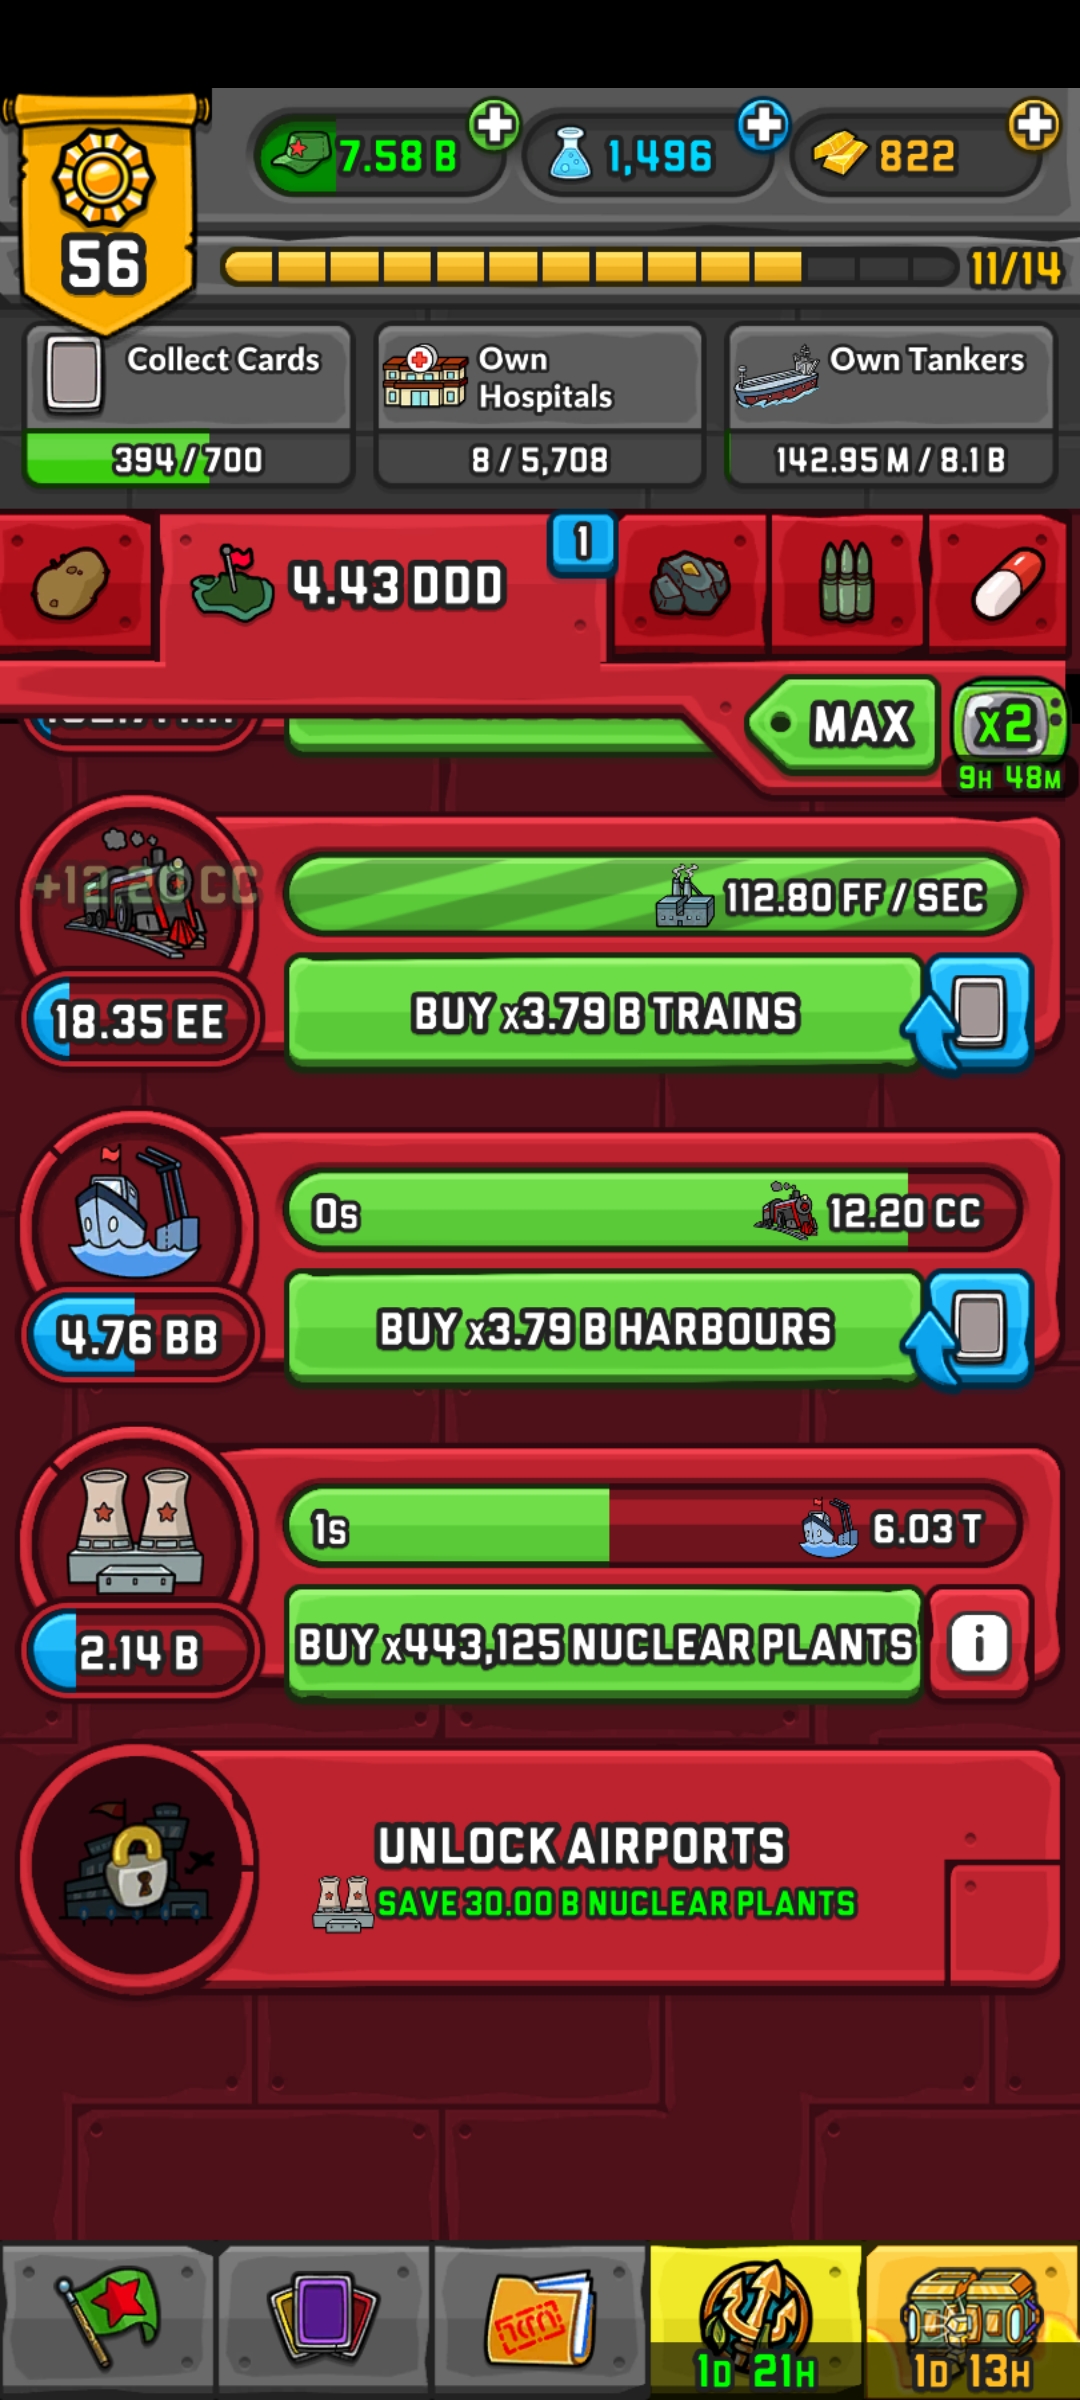 56
7.58 B
1,496
822
11/14
Collect Cards
394 / 700
Own
Hospitals
8 / 5,708
Own Tankers
142.95 M / 8.1 B
4.43 DDD
1
MAX
X2
9H 48M
+12.20 CC
112.80 FF / SEC
18.35 EE
BUY x3.79 B TRAINS
0s
12.20 CC
4.76 BB
BUY x3.79 B HARBOURS
1s
6.03 T
2.14 B
BUY x443,125 NUCLEAR PLANTS
i
UNLOCK AIRPORTS
SAVE 30.00 B NUCLEAR PLANTS
1D 21H
1D 13H